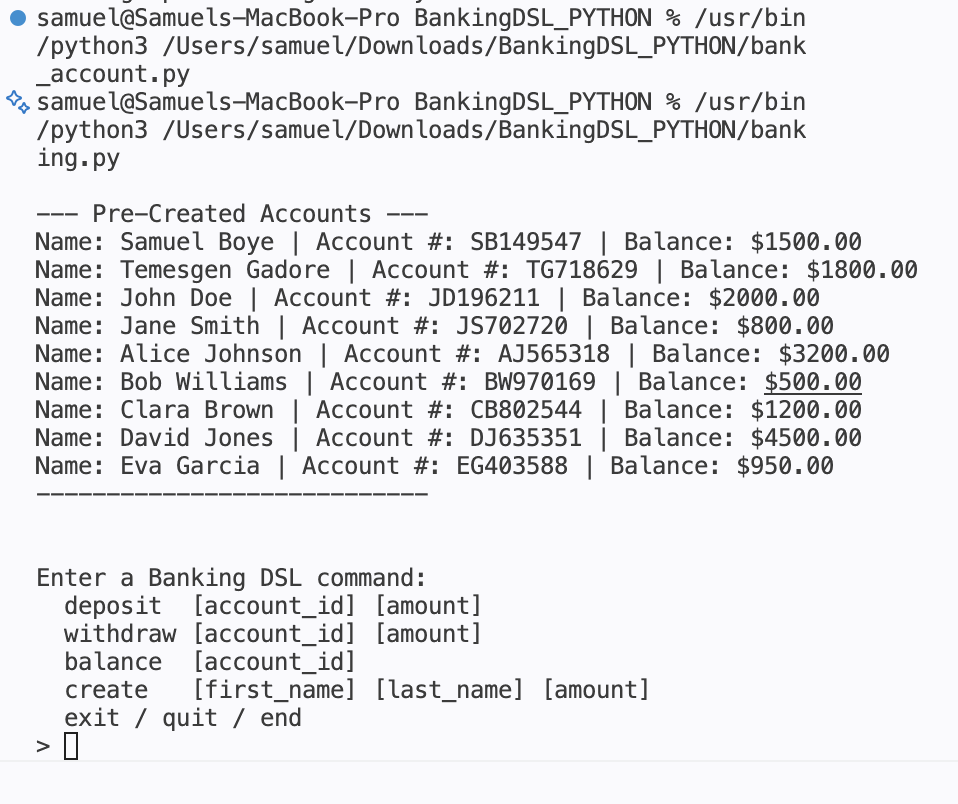 samuel@Samuels-MacBook-Pro BankingDSL_PYTHON % /usr/bin
/python3 /Users/samuel/Downloads/BankingDSL_PYTHON/bank
_account.py
samuel@Samuels-MacBook-Pro BankingDSL_PYTHON % /usr/bin
/python3 /Users/samuel/Downloads/BankingDSL_PYTHON/bank
ing.py
--- Pre-Created Accounts ---
Name: Samuel Boye | Account #: SB149547 | Balance: $1500.00
Name: Temesgen Gadore | Account #: TG718629 | Balance: $1800.00
Name: John Doe | Account #: JD196211 | Balance: $2000.00
Name: Jane Smith | Account #: JS702720 | Balance: $800.00
Name: Alice Johnson | Account #: AJ565318 | Balance: $3200.00
Name: Bob Williams | Account #: BW970169 | Balance: $500.00
Name: Clara Brown | Account #: CB802544 | Balance: $1200.00
Name: David Jones | Account #: DJ635351 | Balance: $4500.00
Name: Eva Garcia | Account #: EG403588 | Balance: $950.00
----------------------------
Enter a Banking DSL command:
  deposit  [account_id] [amount]
  withdraw [account_id] [amount]
  balance  [account_id]
  create   [first_name] [last_name] [amount]
  exit / quit / end
>